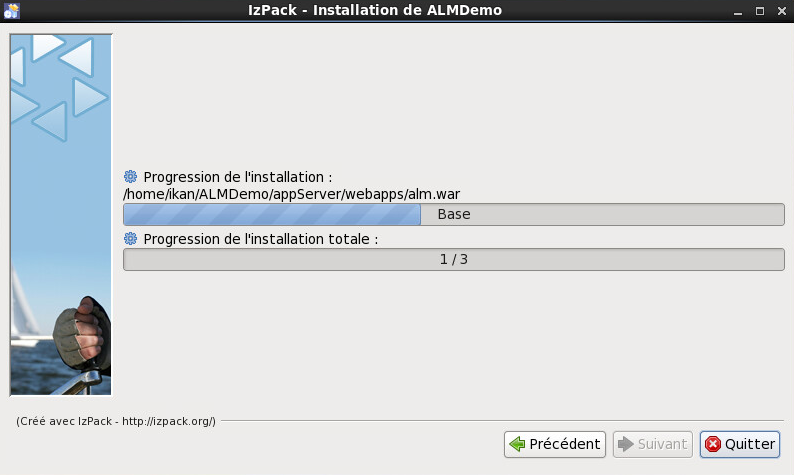 IzPack - Installation de ALMDemo
Progression de l'installation :
/home/ikan/ALMDemo/appServer/webapps/alm.war
Base
Progression de l'installation totale :
1 / 3
(Créé avec IzPack - http://izpack.org/)
Précédent
Suivant
Quitter